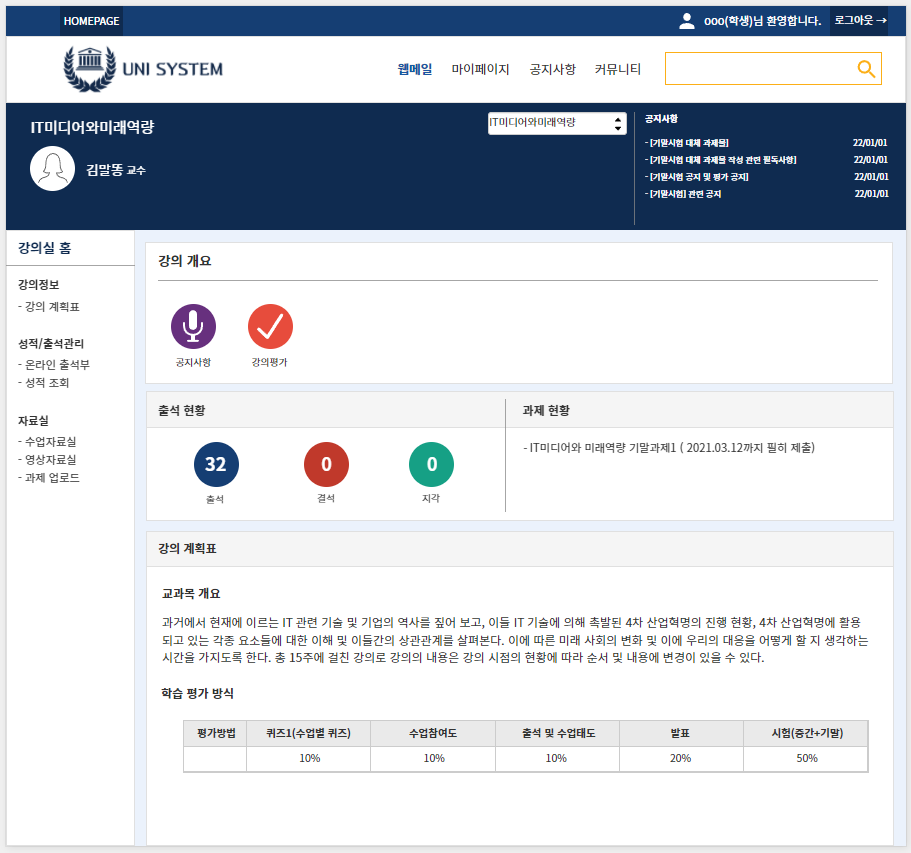 HOMEPAGE
ooo(학생)님 환영합니다.
로그아웃 →
UNI SYSTEM
웹메일
마이페이지
공지사항
커뮤니티
IT미디어와미래역량
김말똥 교수
IT미디어와미래역량
공지사항
- [기말시험 대체 과제물] 22/01/01
- [기말시험 대체 과제물 작성 관련 필독사항] 22/01/01
- [기말시험 공지 및 평가 공지] 22/01/01
- [기말시험] 관련 공지 22/01/01
강의실 홈
강의정보
- 강의 계획표
성적/출석관리
- 온라인 출석부
- 성적 조회
자료실
- 수업자료실
- 영상자료실
- 과제 업로드
강의 개요
공지사항
강의평가
출석 현황
32
0
0
출석
결석
지각
과제 현황
- IT미디어와 미래역량 기말과제1 ( 2021.03.12까지 필히 제출)
강의 계획표
교과목 개요
과거에서 현재에 이르는 IT 관련 기술 및 기업의 역사를 짚어 보고, 이들 IT 기술에 의해 촉발된 4차 산업혁명의 진행 현황, 4차 산업혁명에 활용
되고 있는 각종 요소들에 대한 이해 및 이들간의 상관관계를 살펴본다. 이에 따른 미래 사회의 변화 및 이에 우리의 대응을 어떻게 할 지 생각하는
시간을 가지도록 한다. 총 15주에 걸친 강의로 강의의 내용은 강의 시점의 현황에 따라 순서 및 내용에 변경이 있을 수 있다.
학습 평가 방식
평가방법 퀴즈1(수업별 퀴즈) 수업참여도 출석 및 수업태도 발표 시험(중간+기말)
10% 10% 10% 20% 50%